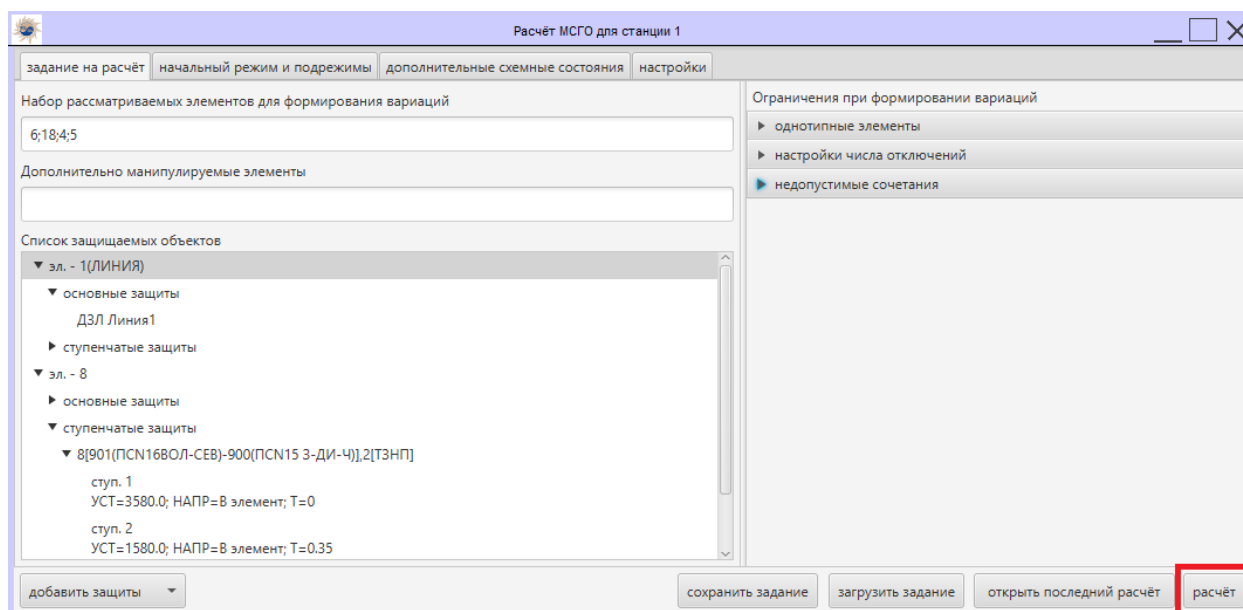 Расчёт МСГО для станции 1
задание на расчёт начальный режим и подрежимы дополнительные схемные состояния настройки
Набор рассматриваемых элементов для формирования вариаций
6;18;4;5
Дополнительно манипулируемые элементы
Список защищаемых объектов
эл. - 1(ЛИНИЯ)
основные защиты
ДЗЛ Линия1
ступенчатые защиты
эл. - 8
основные защиты
ступенчатые защиты
8[901(ПСN16ВОЛ-СЕВ)-900(ПСN15 З-ДИ-Ч)],2[ТЗНП]
ступ. 1
УСТ=3580.0; НАПР=В элемент; Т=0
ступ. 2
УСТ=1580.0; НАПР=В элемент; Т=0.35
Ограничения при формировании вариаций
однотипные элементы
настройки числа отключений
недопустимые сочетания
добавить защиты сохранить задание загрузить задание открыть последний расчёт расчёт